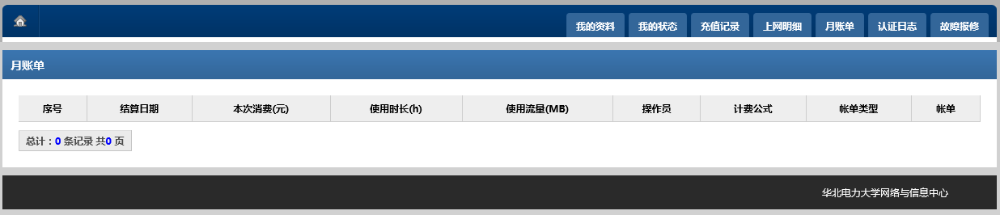 我的资料 我的状态 充值记录 上网明细 月账单 认证日志 故障报修
月账单
序号 结算日期 本次消费(元) 使用时长(h) 使用流量(MB) 操作员 计费公式 帐单类型 帐单
总计：0 条记录 共0 页
华北电力大学网络与信息中心